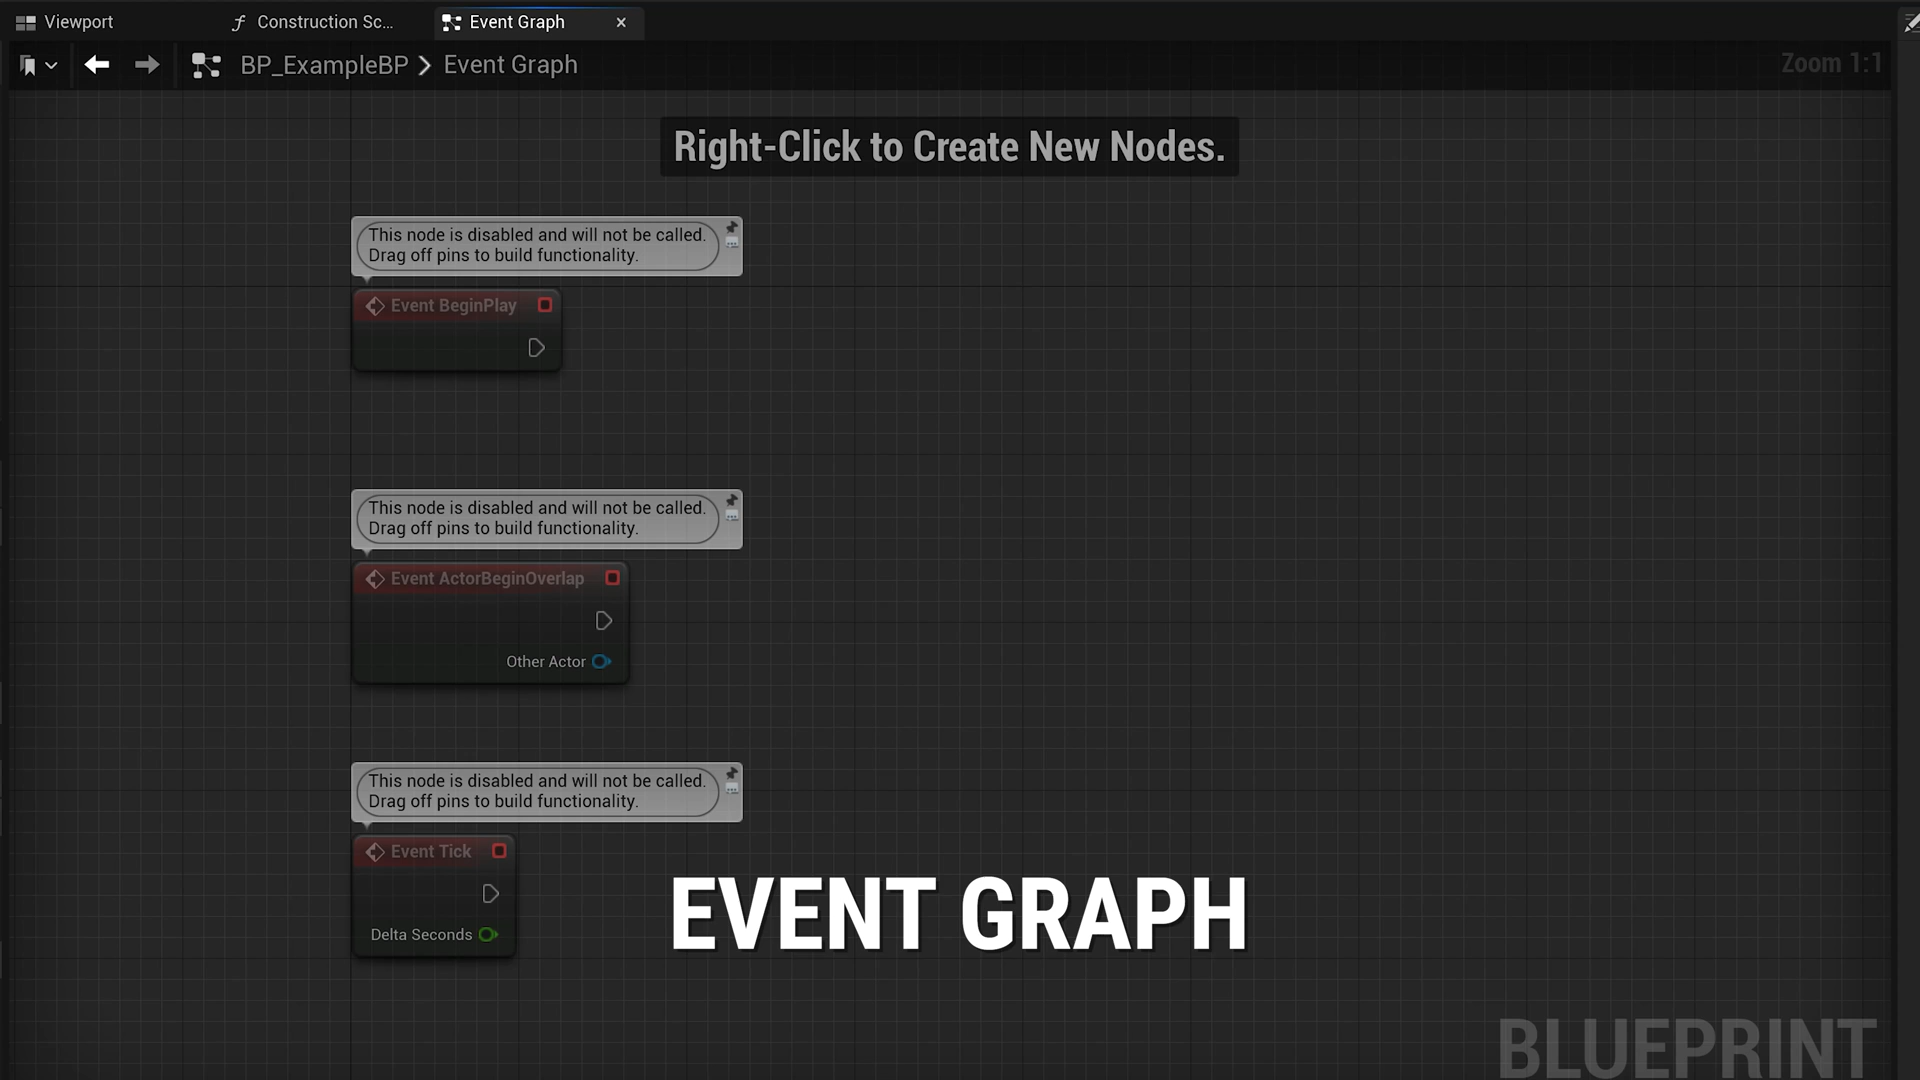 Viewport
Construction Sc...
Event Graph
BP_ExampleBP > Event Graph
Zoom 1:1
Right-Click to Create New Nodes.
This node is disabled and will not be called.
Drag off pins to build functionality.
Event BeginPlay
This node is disabled and will not be called.
Drag off pins to build functionality.
Event ActorBeginOverlap
Other Actor
This node is disabled and will not be called.
Drag off pins to build functionality.
Event Tick
Delta Seconds
EVENT GRAPH
BLUEPRINT